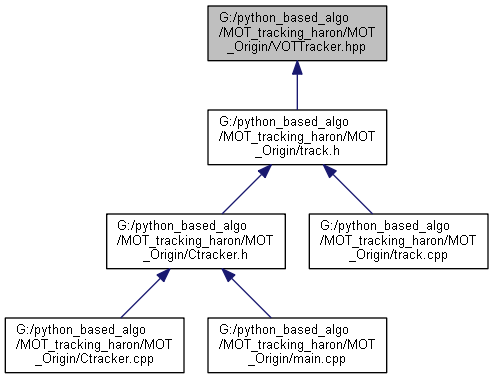 G:/python_based_algo
/MOT_tracking_haron/MOT
_Origin/VOTTracker.hpp
G:/python_based_algo
/MOT_tracking_haron/MOT
_Origin/track.h
G:/python_based_algo
/MOT_tracking_haron/MOT
_Origin/Ctracker.h
G:/python_based_algo
/MOT_tracking_haron/MOT
_Origin/track.cpp
G:/python_based_algo
/MOT_tracking_haron/MOT
_Origin/Ctracker.cpp
G:/python_based_algo
/MOT_tracking_haron/MOT
_Origin/main.cpp